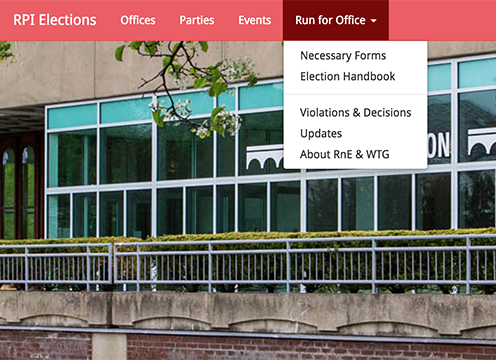 RPI Elections Offices Parties Events Run for Office
Necessary Forms
Election Handbook
Violations & Decisions
Updates
About RnE & WTG
ON